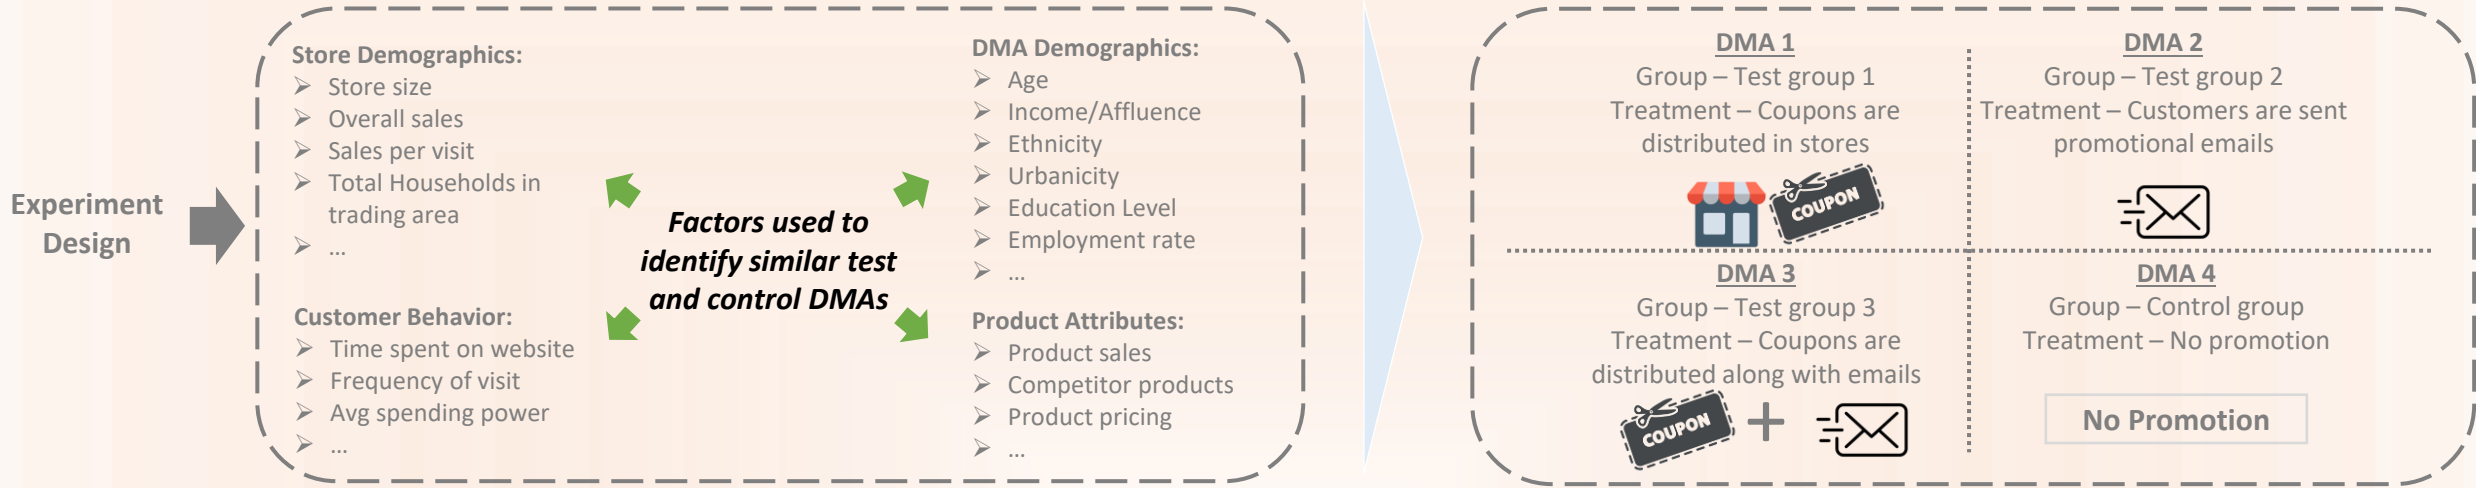 Experiment
Design
Store Demographics:
Store size
Overall sales
Sales per visit
Total Households in
trading area
...
Customer Behavior:
Time spent on website
Frequency of visit
Avg spending power
...
Factors used to
identify similar test
and control DMAs
DMA Demographics:
Age
Income/Affluence
Ethnicity
Urbanicity
Education Level
Employment rate
...
Product Attributes:
Product sales
Competitor products
Product pricing
...
DMA 1
Group – Test group 1
Treatment – Coupons are
distributed in stores
COUPON
DMA 2
Group – Test group 2
Treatment – Customers are sent
promotional emails
DMA 3
Group – Test group 3
Treatment – Coupons are
distributed along with emails
COUPON
+
DMA 4
Group – Control group
Treatment – No promotion
No Promotion